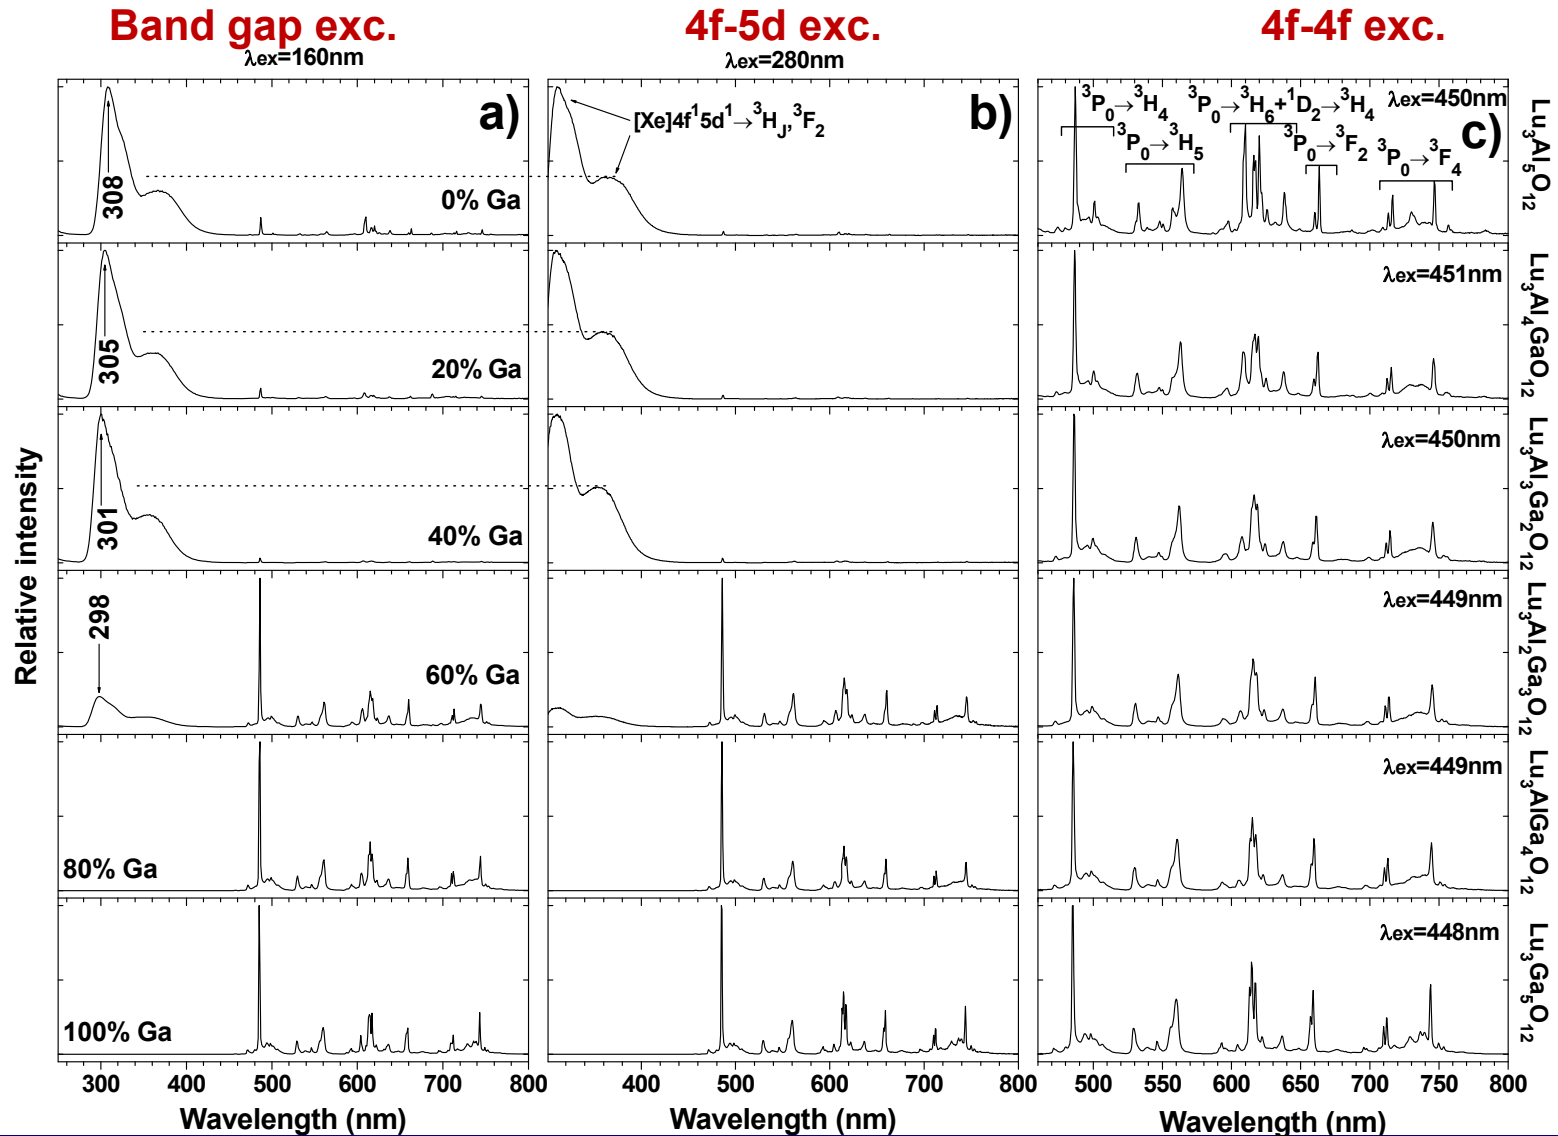 Band gap exc.
4f-5d exc.
4f-4f exc.
λex=160nm
λex=280nm
a)
308
0% Ga
305
20% Ga
301
40% Ga
298
60% Ga
80% Ga
100% Ga
b)
[Xe]4f¹5d¹→³H_J,³F₂
c)
³P₀→³H₄
³P₀→³H₆+¹D₂→³H₄
λex=450nm
³P₀→³H₅
³P₀→³F₂
³P₀→³F₄
λex=451nm
λex=450nm
λex=449nm
λex=449nm
λex=448nm
Lu₃Al₅O₁₂
Lu₃Al₄GaO₁₂
Lu₃Al₃Ga₂O₁₂
Lu₃Al₂Ga₃O₁₂
Lu₃AlGa₄O₁₂
Lu₃Ga₅O₁₂
Relative intensity
300 400 500 600 700 800
400 500 600 700 800
500 550 600 650 700 750 800
Wavelength (nm)
Wavelength (nm)
Wavelength (nm)